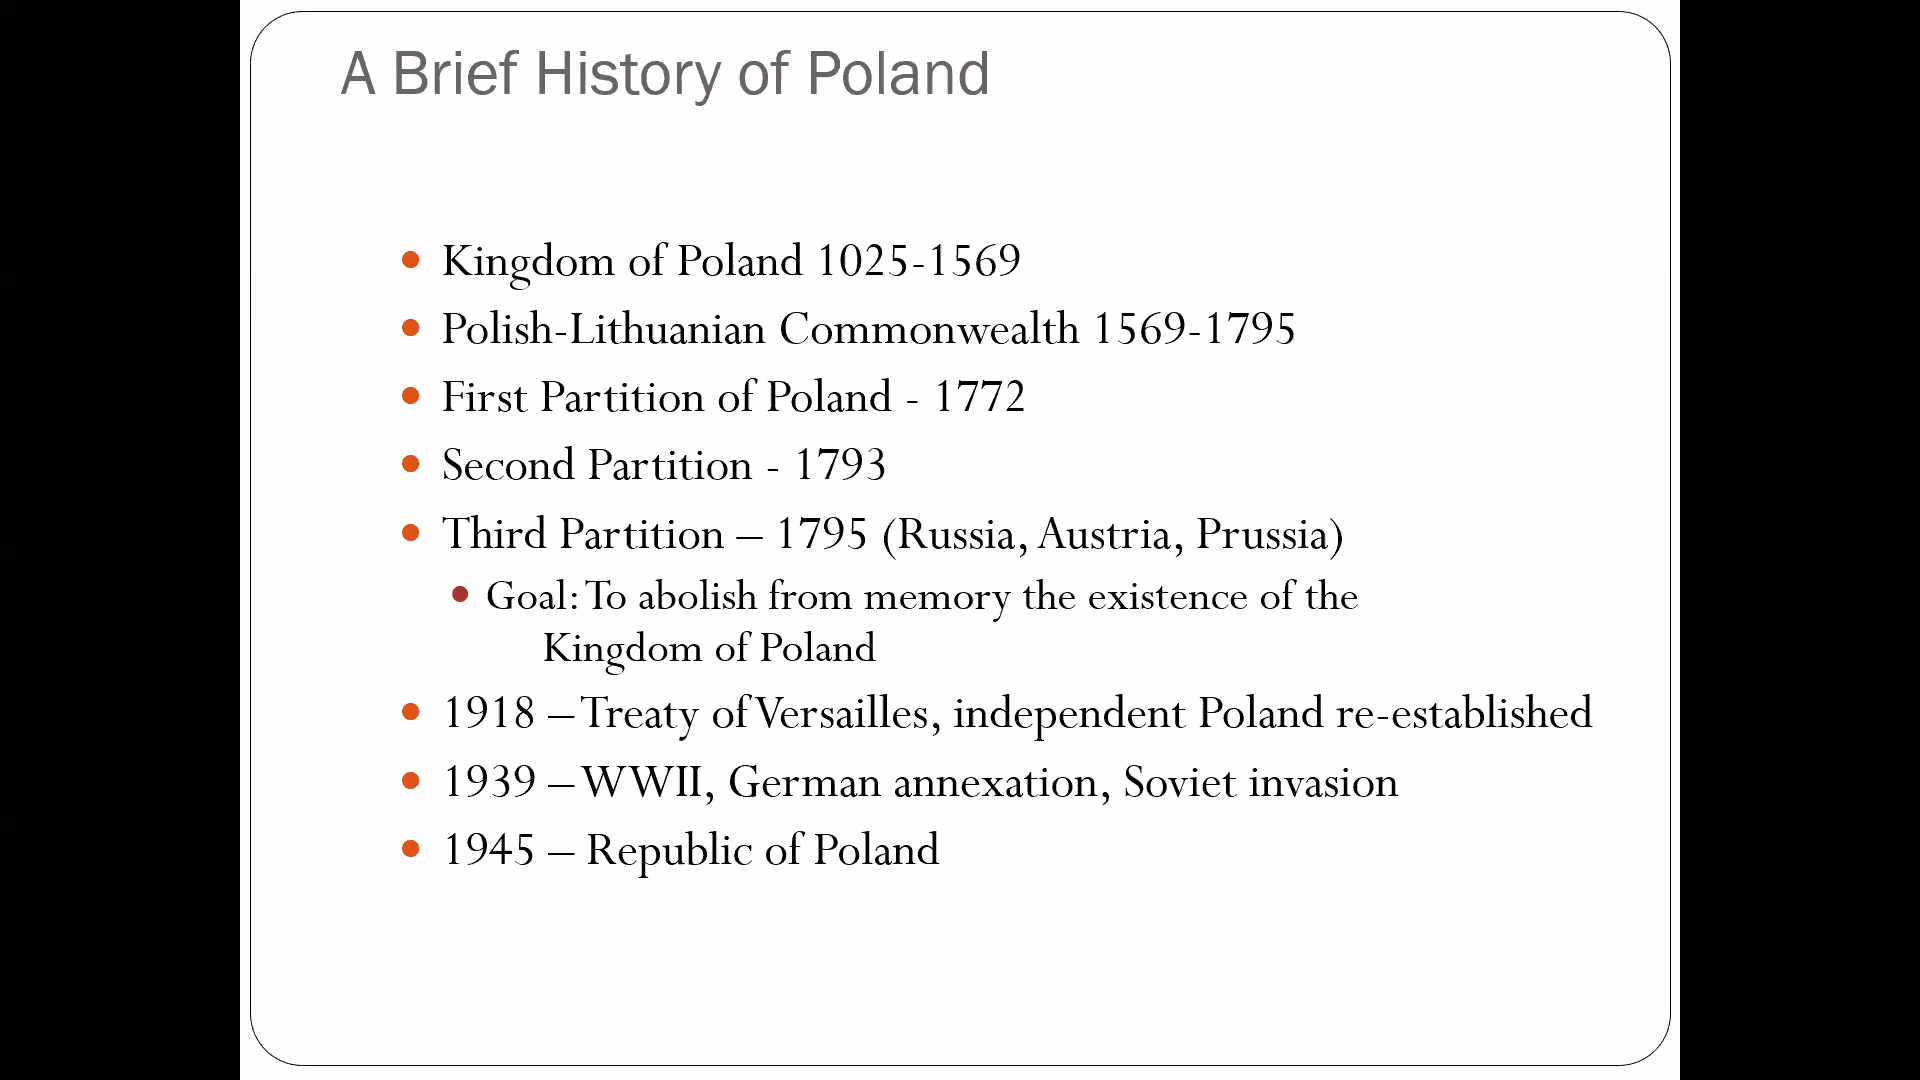 A Brief History of Poland
• Kingdom of Poland 1025-1569
• Polish-Lithuanian Commonwealth 1569-1795
• First Partition of Poland - 1772
• Second Partition - 1793
• Third Partition – 1795 (Russia, Austria, Prussia)
• Goal: To abolish from memory the existence of the
Kingdom of Poland
• 1918 – Treaty of Versailles, independent Poland re-established
• 1939 – WWII, German annexation, Soviet invasion
• 1945 – Republic of Poland